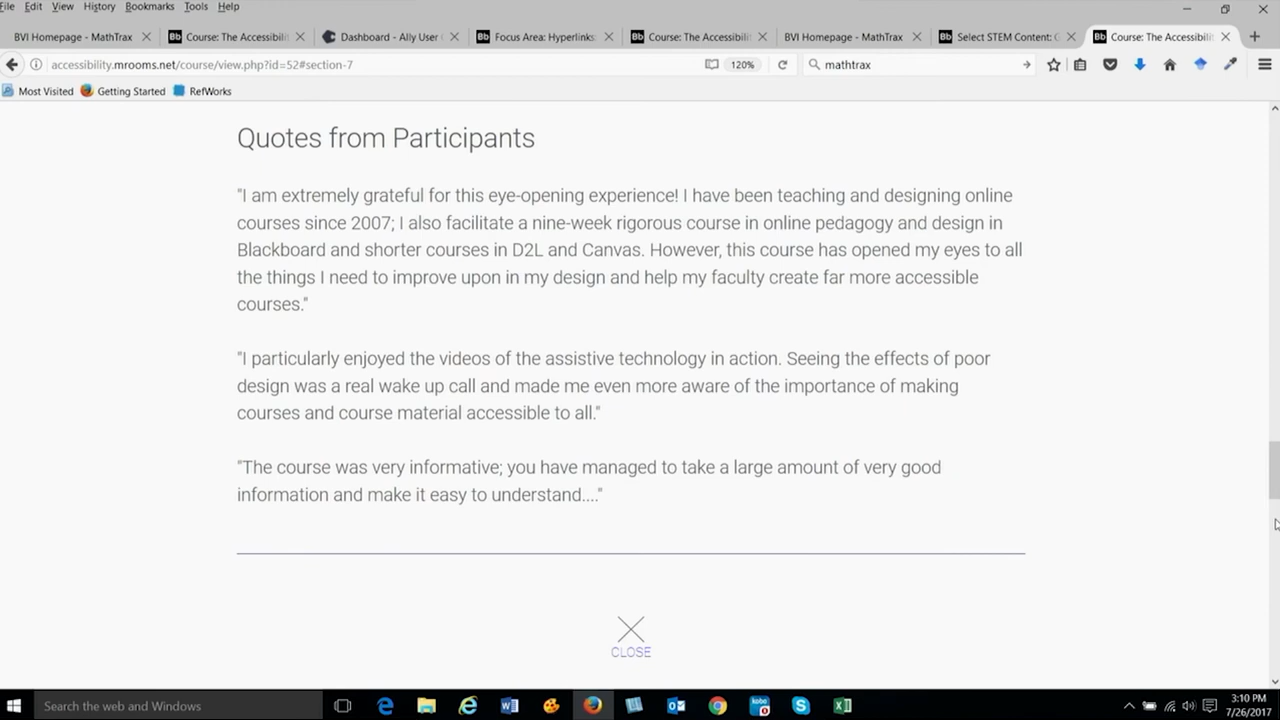 File Edit View History Bookmarks Tools Help
BVI Homepage - MathTrax
Bb Course: The Accessibilit
Dashboard - Ally User
Bb Focus Area: Hyperlinks:
Bb Course: The Accessibilit
BVI Homepage - MathTrax
Bb Select STEM Content:
Bb Course: The Accessibilit
accessibility.mrooms.net/course/view.php?id=52#section-7
120%
mathtrax
Most Visited Getting Started RefWorks
Quotes from Participants
"I am extremely grateful for this eye-opening experience! I have been teaching and designing online
courses since 2007; I also facilitate a nine-week rigorous course in online pedagogy and design in
Blackboard and shorter courses in D2L and Canvas. However, this course has opened my eyes to all
the things I need to improve upon in my design and help my faculty create far more accessible
courses."
"I particularly enjoyed the videos of the assistive technology in action. Seeing the effects of poor
design was a real wake up call and made me even more aware of the importance of making
courses and course material accessible to all."
"The course was very informative; you have managed to take a large amount of very good
information and make it easy to understand...."
CLOSE
Search the web and Windows
kobo
3:10 PM
7/26/2017